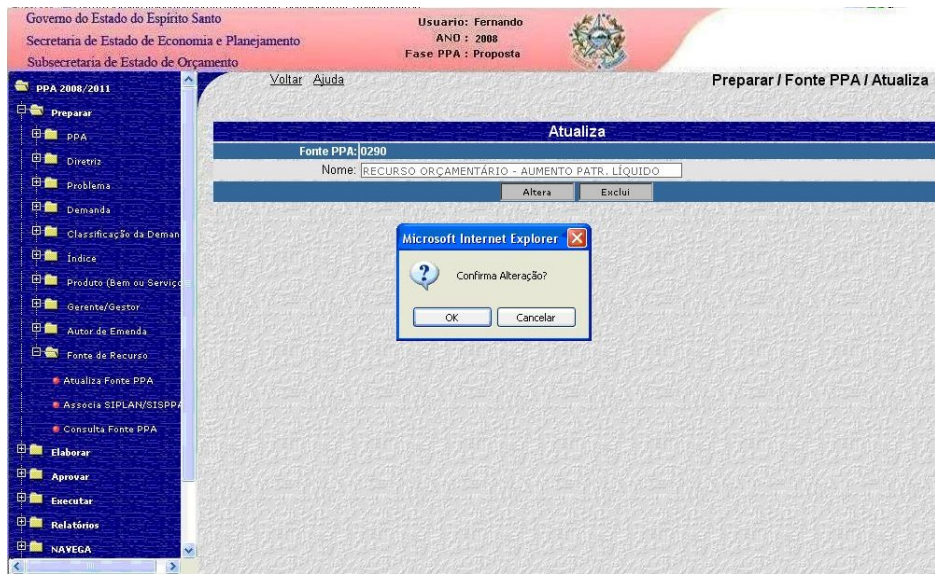 Governo do Estado do Espírito Santo
Secretaria de Estado de Economia e Planejamento
Subsecretaria de Estado de Orçamento
Usuario: Fernando
ANO : 2008
Fase PPA : Proposta
PPA 2008/2011
Preparar
PPA
Diretriz
Problema
Demanda
Classificação da Deman
Índice
Produto (Bem ou Serviço
Gerente/Gestor
Autor de Emenda
Fonte de Recurso
Atualiza Fonte PPA
Associa SIPLAN/SISPPA
Consulta Fonte PPA
Elaborar
Aprovar
Executar
Relatórios
NAVEGA
Voltar Ajuda
Preparar / Fonte PPA / Atualiza
Atualiza
Fonte PPA: 0290
Nome: RECURSO ORÇAMENTÁRIO - AUMENTO PATR. LÍQUIDO
Altera Exclui
Microsoft Internet Explorer
Confirma Alteração?
OK Cancelar